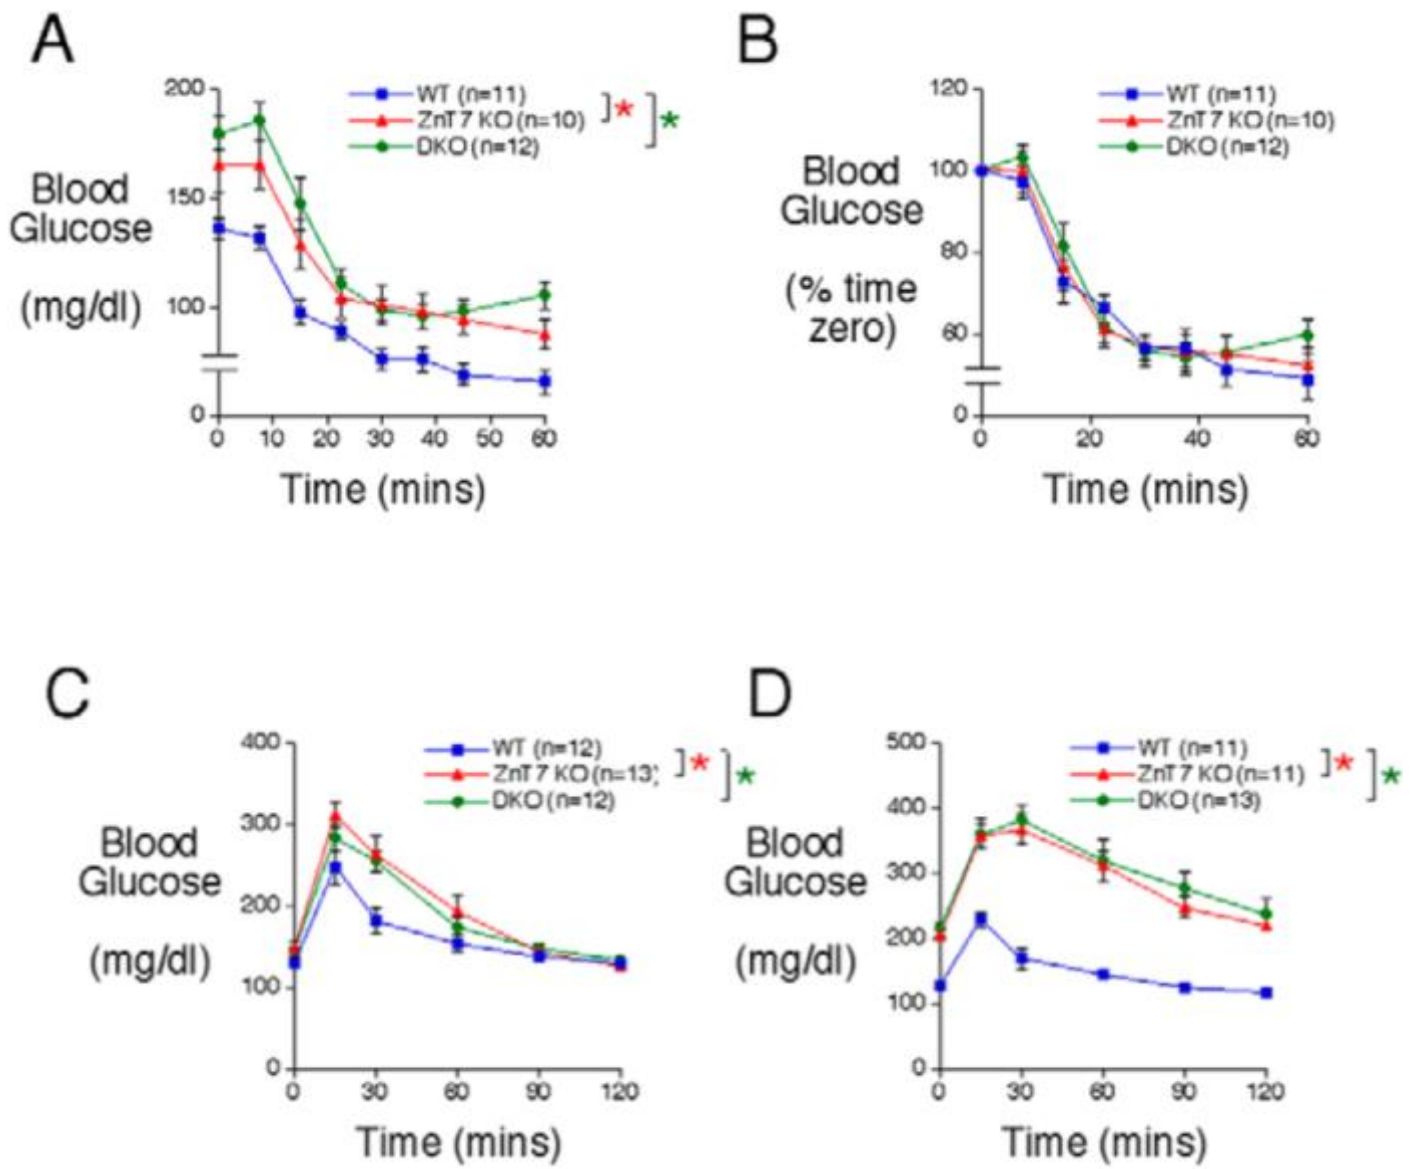 A
200
WT (n=11)
*
ZnT7 KO (n=10)
*
DKO (n=12)
Blood
Glucose
(mg/dl)
150
100
0
0 10 20 30 40 50 60
Time (mins)
B
120
WT (n=11)
ZnT7 KO (n=10)
DKO (n=12)
Blood
Glucose
(% time
zero)
100
80
60
0
0 20 40 60
Time (mins)
C
400
WT (n=12)
*
ZnT7 KO (n=13)
*
DKO (n=12)
Blood
Glucose
(mg/dl)
300
200
100
0
0 30 60 90 120
Time (mins)
D
500
WT (n=11)
*
ZnT7 KO (n=11)
*
DKO (n=13)
Blood
Glucose
(mg/dl)
400
300
200
100
0
0 30 60 90 120
Time (mins)